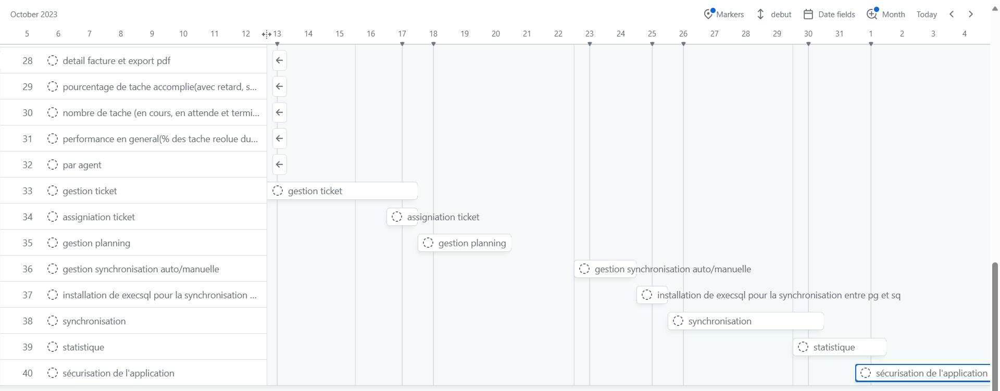 October 2023
Markers debut Date fields Month Today
5 6 7 8 9 10 11 12 13 14 15 16 17 18 19 20 21 22 23 24 25 26 27 28 29 30 31 1 2 3 4
28 detail facture et export pdf
29 pourcentage de tache accomplie(avec retard, s...
30 nombre de tache (en cours, en attende et termi...
31 performance en general(% des tache reolue du...
32 par agent
33 gestion ticket gestion ticket
34 assigniation ticket assigniation ticket
35 gestion planning gestion planning
36 gestion synchronisation auto/manuelle gestion synchronisation auto/manuelle
37 installation de execsql pour la synchronisation ... installation de execsql pour la synchronisation entre pg et sq
38 synchronisation synchronisation
39 statistique statistique
40 sécurisation de l'application sécurisation de l'application